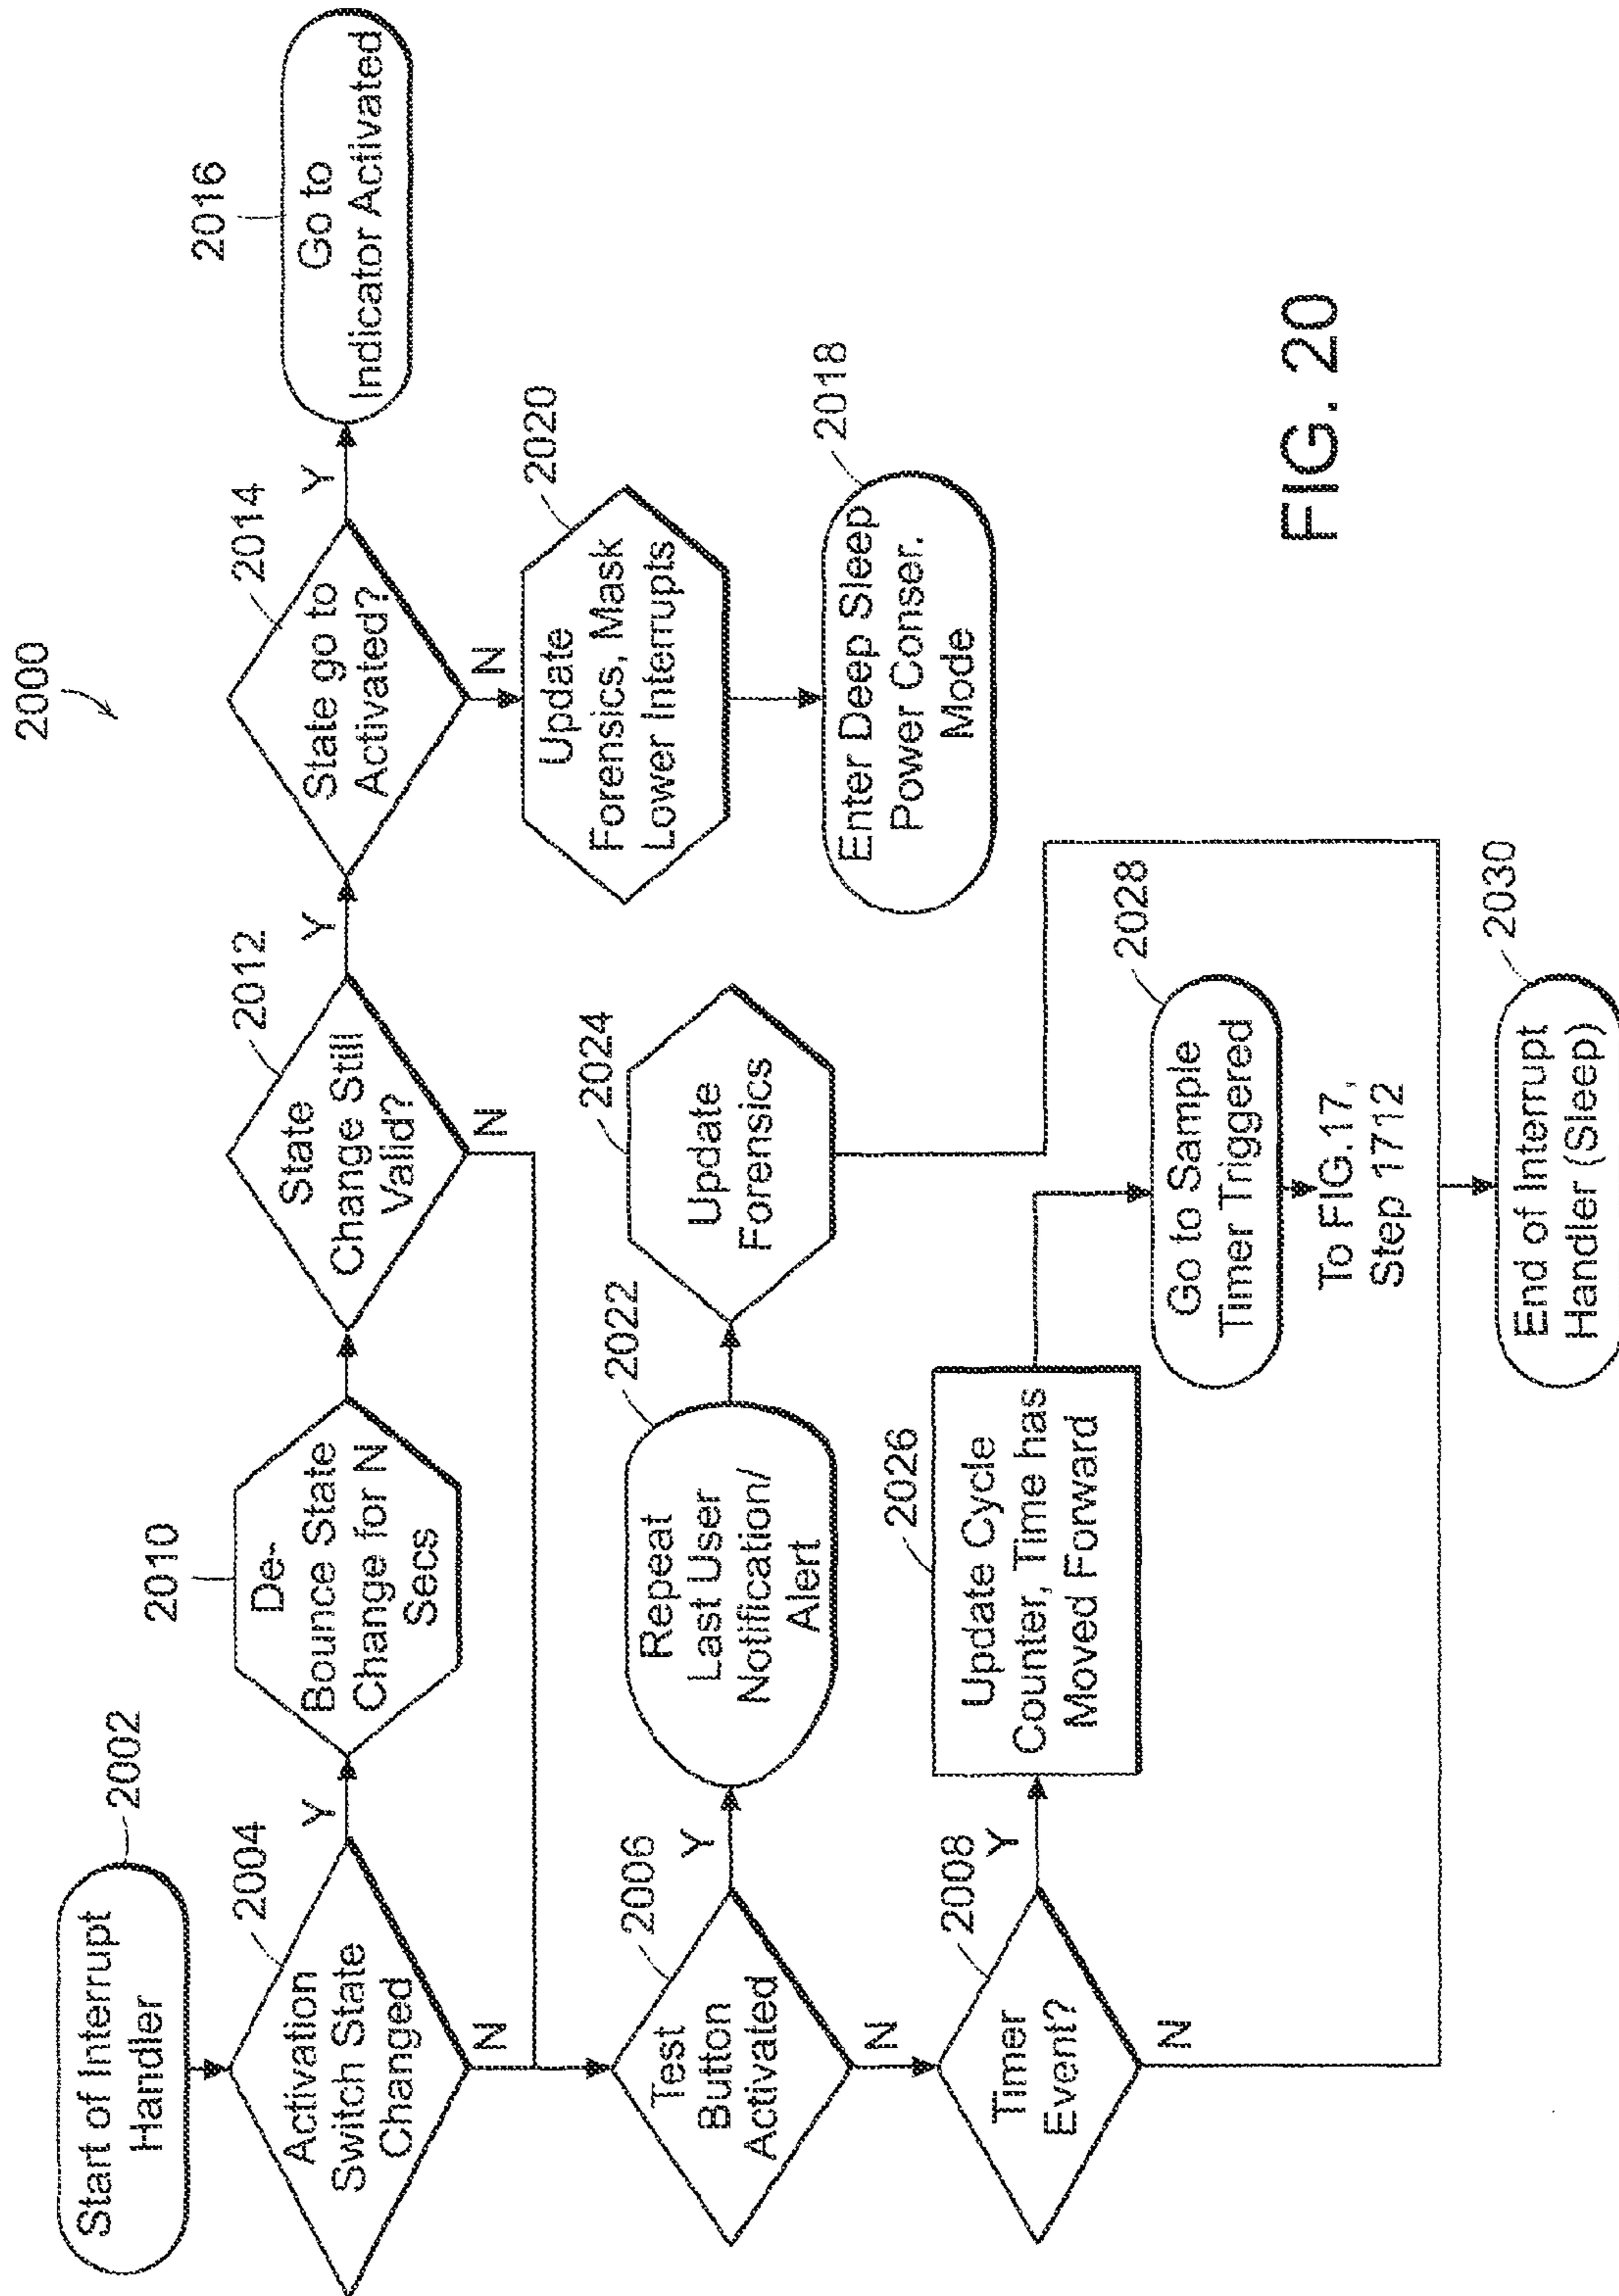 2000
Start of Interrupt
Handler
2002
Activation
Switch State
Changed
2004
Y
N
De-
Bounce State
Change for N
Secs
2010
State
Change Still
Valid?
2012
Y
N
State go to
Activated?
2014
Y
N
Go to
Indicator Activated
2016
Update
Forensics, Mask
Lower Interrupts
2020
Enter Deep Sleep
Power Conser.
Mode
2018
Test
Button
Activated
2006
Y
N
Repeat
Last User
Notification/
Alert
2022
Update
Forensics
2024
Timer
Event?
2008
Y
N
Update Cycle
Counter, Time has
Moved Forward
2026
Go to Sample
Timer Triggered
2028
To FIG.17,
Step 1712
End of Interrupt
Handler (Sleep)
2030
FIG. 20